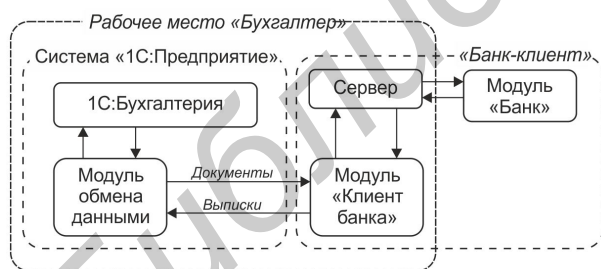 Рабочее место «Бухгалтер»
Система «1С:Предприятие»
«Банк-клиент»
1С:Бухгалтерия
Сервер
Модуль
«Банк»
Модуль
обмена
данными
Документы
Выписки
Модуль
«Клиент
банка»